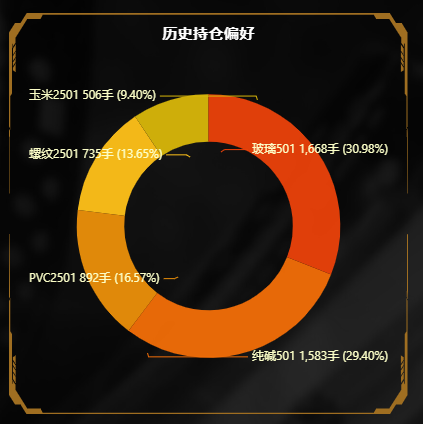 历史持仓偏好
玉米2501 506手 (9.40%)
玻璃501 1,668手 (30.98%)
螺纹2501 735手 (13.65%)
PVC2501 892手 (16.57%)
纯碱501 1,583手 (29.40%)